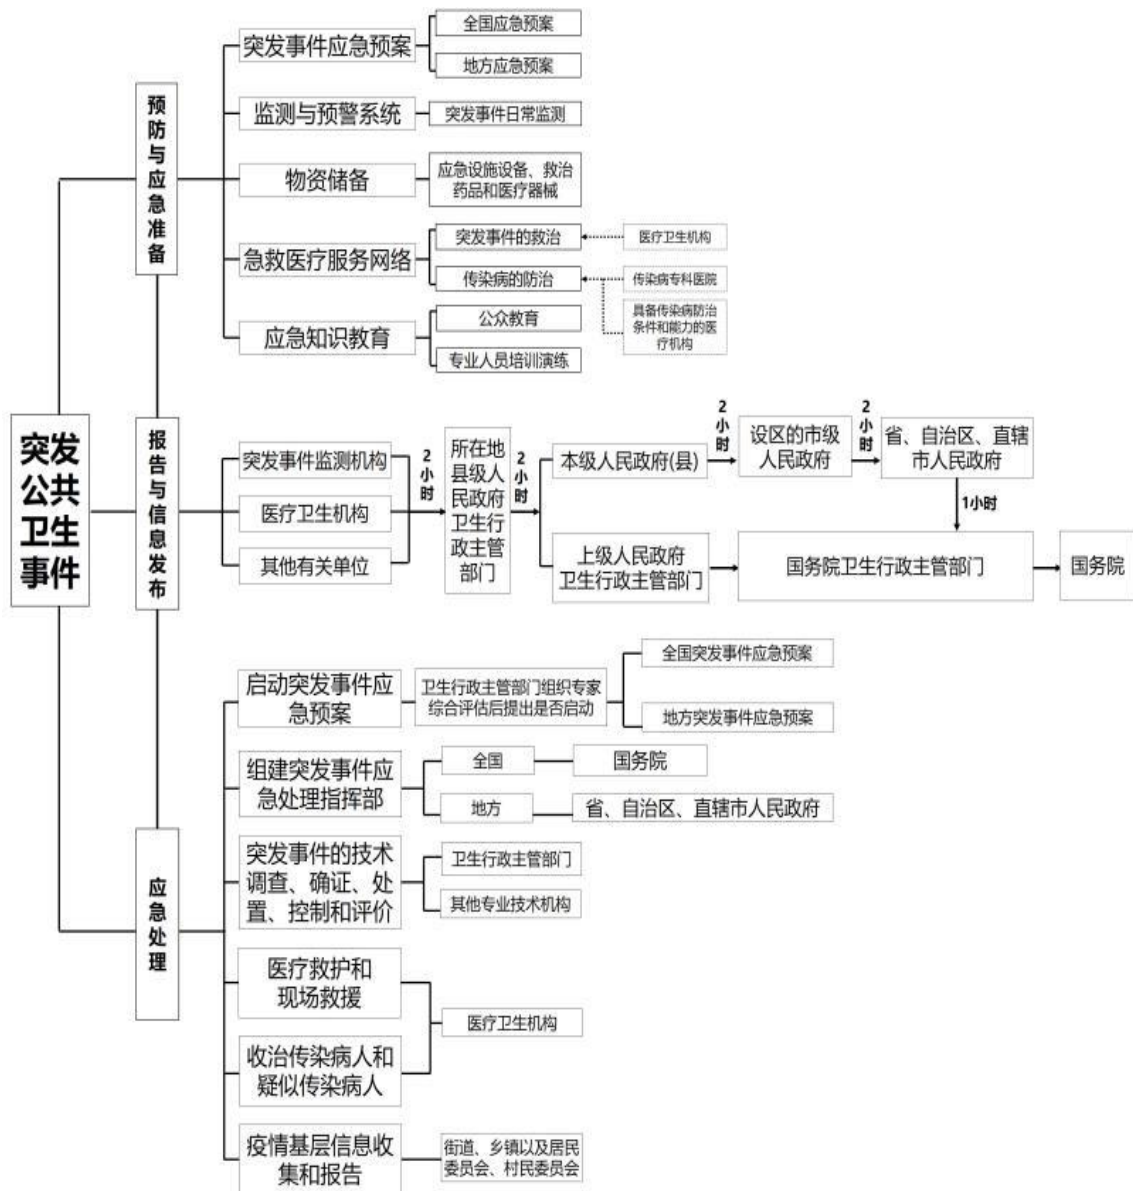 突发
公共
卫生
事件
预防与应急准备
突发事件应急预案
全国应急预案
地方应急预案
监测与预警系统
突发事件日常监测
物资储备
应急设施设备、救治
药品和医疗器械
急救医疗服务网络
突发事件的救治
医疗卫生机构
传染病的防治
传染病专科医院
具备传染病防治
条件和能力的医
疗机构
应急知识教育
公众教育
专业人员培训演练
报告与信息发布
突发事件监测机构
医疗卫生机构
其他有关单位
2小时
所在地
县级人
民政府
卫生行
政主管
部门
2小时
本级人民政府(县)
2小时
设区的市级
人民政府
2小时
省、自治区、直辖
市人民政府
1小时
上级人民政府
卫生行政主管部门
国务院卫生行政主管部门
国务院
应急处理
启动突发事件应
急预案
卫生行政主管部门组织专家
综合评估后提出是否启动
全国突发事件应急预案
地方突发事件应急预案
组建突发事件应
急处理指挥部
全国
国务院
地方
省、自治区、直辖市人民政府
突发事件的技术
调查、确证、处
置、控制和评价
卫生行政主管部门
其他专业技术机构
医疗救护和
现场救援
收治传染病人和
疑似传染病人
医疗卫生机构
疫情基层信息收
集和报告
街道、乡镇以及居民
委员会、村民委员会